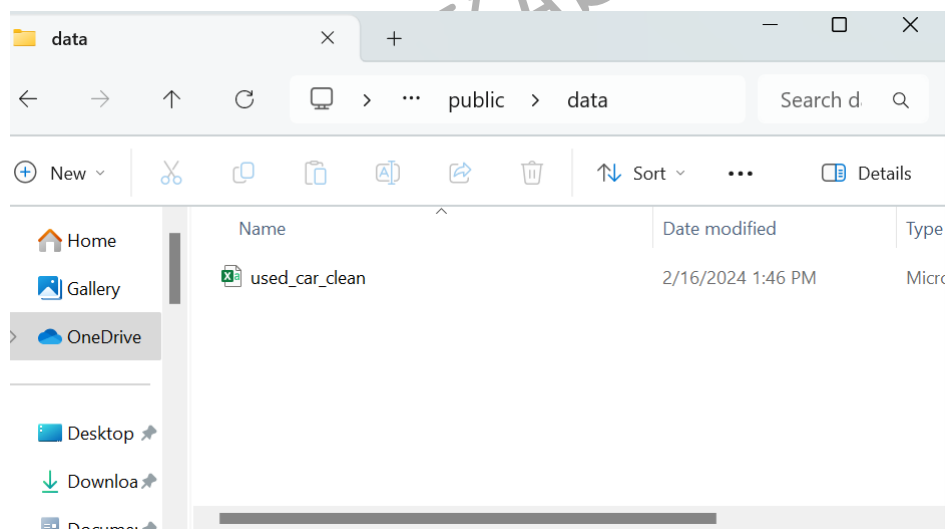 data
public > data
Search d
New
Sort
Details
Name
Date modified
Type
Home
used_car_clean
2/16/2024 1:46 PM
Micro
Gallery
OneDrive
Desktop
Downloa